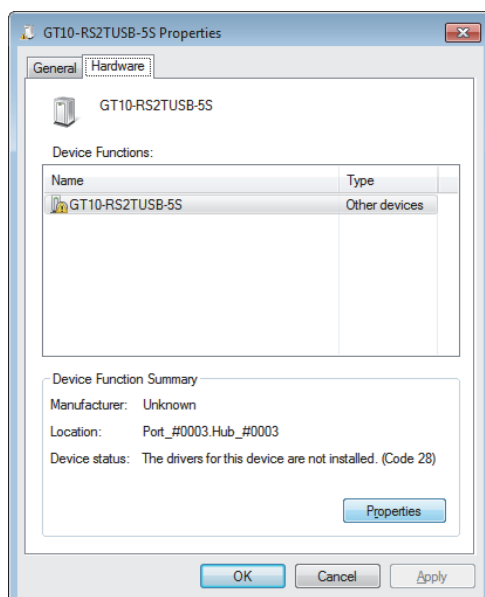 GT10-RS2TUSB-5S Properties
General Hardware
GT10-RS2TUSB-5S
Device Functions:
Name Type
GT10-RS2TUSB-5S Other devices
Device Function Summary
Manufacturer: Unknown
Location: Port_#0003.Hub_#0003
Device status: The drivers for this device are not installed. (Code 28)
Properties
OK Cancel Apply